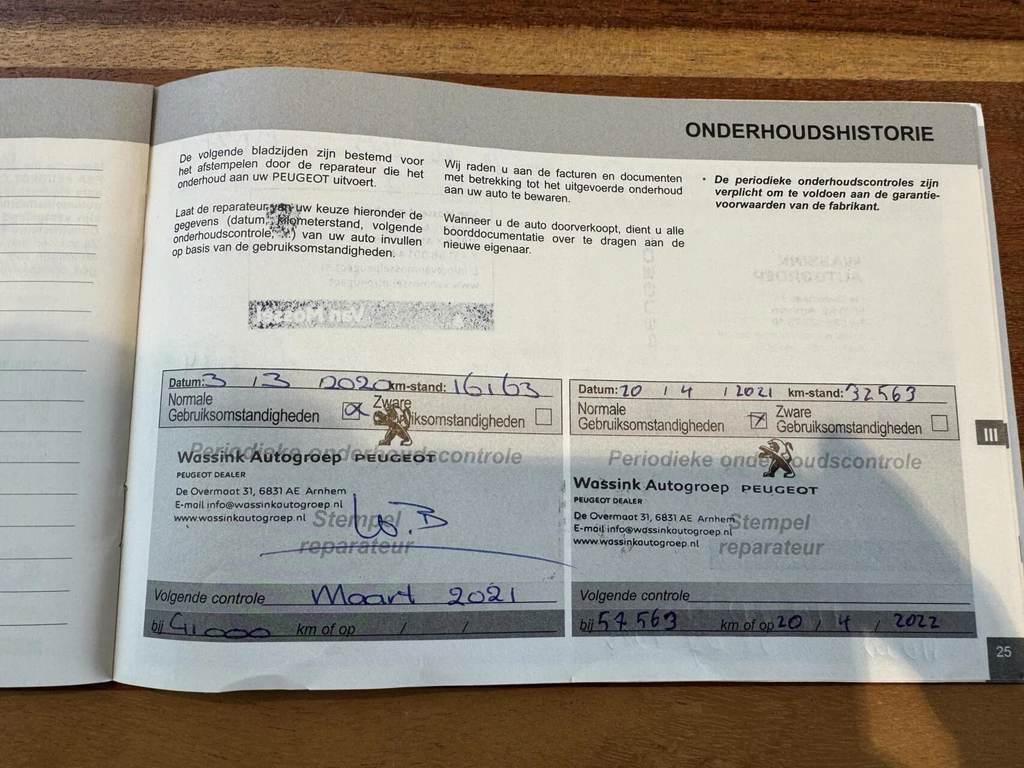 ONDERHOUDSHISTORIE
De volgende bladzijden zijn bestemd voor
het afstempelen door de reparateur die het
onderhoud aan uw PEUGEOT uitvoert.
Laat de reparateur van uw keuze hieronder de
gegevens (datum, kilometerstand, volgende
onderhoudscontrole, ...) van uw auto invullen
op basis van de gebruiksomstandigheden.
Wij raden u aan de facturen en documenten
met betrekking tot het uitgevoerde onderhoud
aan uw auto te bewaren.
Wanneer u de auto doorverkoopt, dient u alle
boorddocumentatie over te dragen aan de
nieuwe eigenaar.
* De periodieke onderhoudscontroles zijn
verplicht om te voldoen aan de garantie-
voorwaarden van de fabrikant.
Van Mossel
Datum: 3 / 3 / 2020 km-stand: 16163
Normale
Gebruiksomstandigheden
Zware
Gebruiksomstandigheden
Periodieke onderhoudscontrole
Wassink Autogroep PEUGEOT
PEUGEOT DEALER
De Overmaat 31, 6831 AE Arnhem
E-mail info@wassinkautogroep.nl
www.wassinkautogroep.nl
Stempel
reparateur
Volgende controle Maart 2021
bij 41000 km of op / /
Datum: 20 / 4 / 2021 km-stand: 32563
Normale
Gebruiksomstandigheden
Zware
Gebruiksomstandigheden
Periodieke onderhoudscontrole
Wassink Autogroep PEUGEOT
PEUGEOT DEALER
De Overmaat 31, 6831 AE Arnhem
E-mail info@wassinkautogroep.nl
www.wassinkautogroep.nl
Stempel
reparateur
Volgende controle
bij 57563 km of op 20 / 4 / 2022
III
25